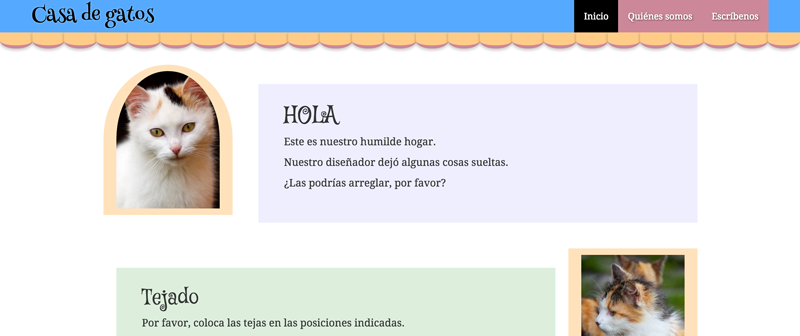 Casa de gatos
Inicio Quiénes somos Escríbenos
HOLA
Este es nuestro humilde hogar.
Nuestro diseñador dejó algunas cosas sueltas.
¿Las podrías arreglar, por favor?
Tejado
Por favor, coloca las tejas en las posiciones indicadas.